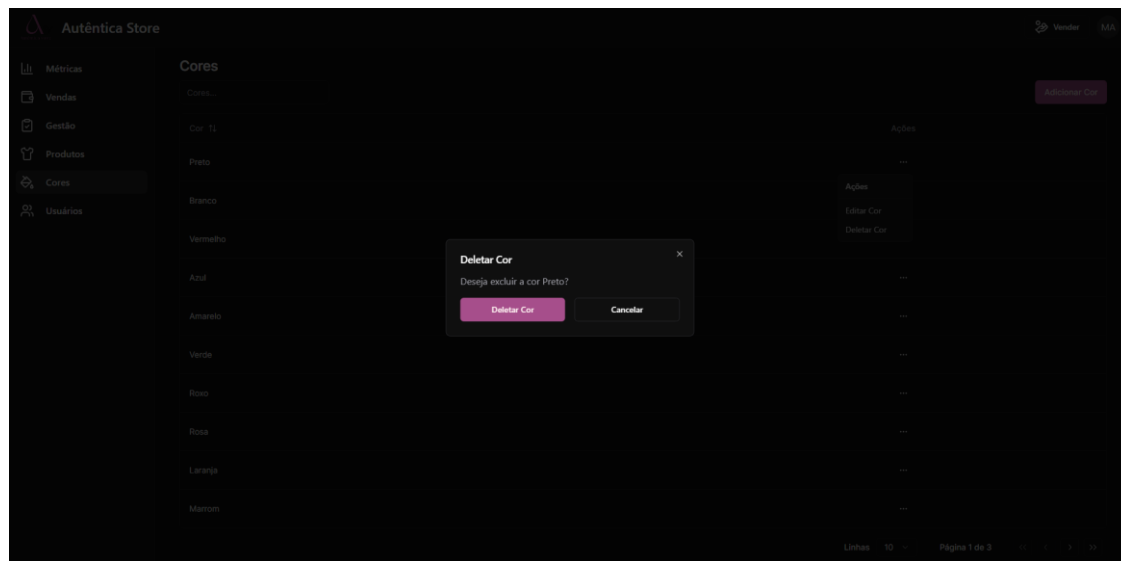 Autêntica Store
Vender MA
Métricas
Vendas
Gestão
Produtos
Cores
Usuários
Cores
Cores...
Adicionar Cor
Cor Ações
Preto
Branco
Vermelho
Azul
Amarelo
Verde
Roxo
Rosa
Laranja
Marrom
Ações
Editar Cor
Deletar Cor
Deletar Cor
Deseja excluir a cor Preto?
Deletar Cor Cancelar
Linhas 10 Página 1 de 3